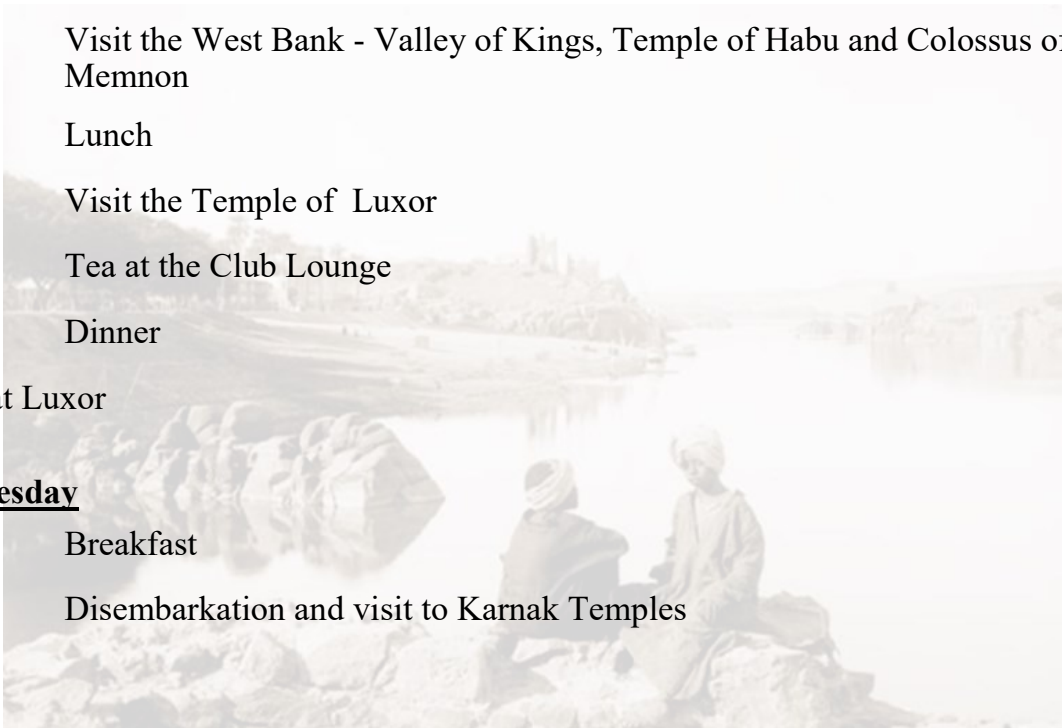 Visit the West Bank - Valley of Kings, Temple of Habu and Colossus of
Memnon
Lunch
Visit the Temple of Luxor
Tea at the Club Lounge
Dinner
at Luxor
esday
Breakfast
Disembarkation and visit to Karnak Temples